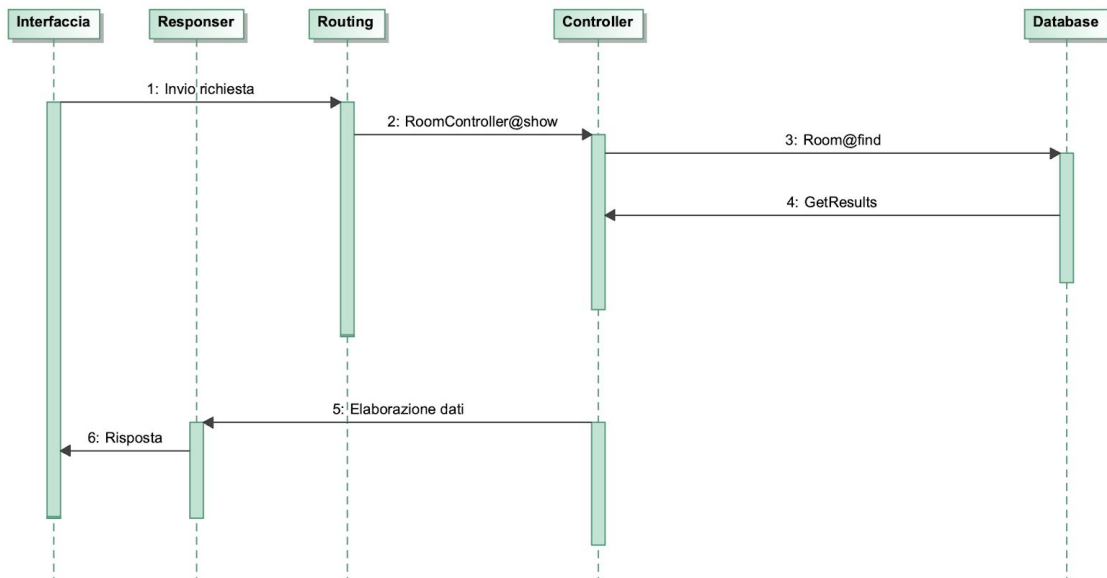 Interfaccia
Responser
Routing
Controller
Database
1: Invio richiesta
2: RoomController@show
3: Room@find
4: GetResults
5: Elaborazione dati
6: Risposta